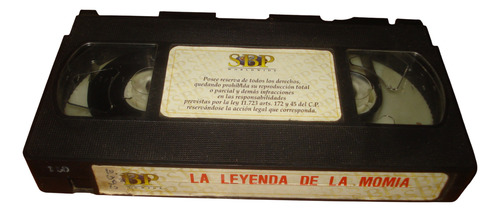 SBP
WORLDWIDE
Posee reserva de todos los derechos,
quedando prohibída su reproducción total
o parcial y demás infracciones
en las responsabilidades
previstas por la ley 11.723 arts. 172 y 45 del C.P.
reservándose la acción legal que corresponda.
SBP
LA LEYENDA DE LA MOMIA